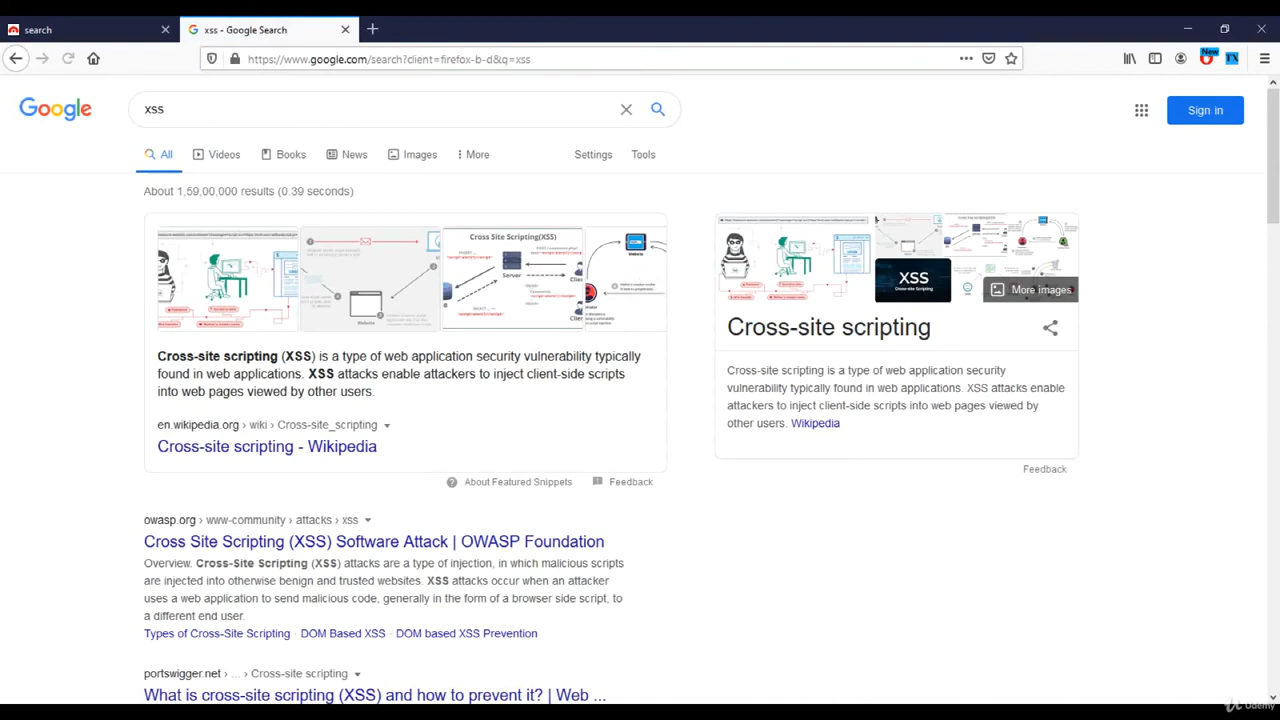 search
xss - Google Search
https://www.google.com/search?client=firefox-b-d&q=xss
New
TX
Google
xss
Sign in
All
Videos
Books
News
Images
More
Settings
Tools
About 1,59,00,000 results (0.39 seconds)
Cross Site Scripting(XSS)
Server
Website
Website
XSS
Cross-site Scripting
More images
Cross-site scripting
Cross-site scripting is a type of web application security
vulnerability typically found in web applications. XSS attacks enable
attackers to inject client-side scripts into web pages viewed by
other users. Wikipedia
Feedback
Cross-site scripting (XSS) is a type of web application security vulnerability typically
found in web applications. XSS attacks enable attackers to inject client-side scripts
into web pages viewed by other users.
en.wikipedia.org › wiki › Cross-site_scripting
Cross-site scripting - Wikipedia
About Featured Snippets
Feedback
owasp.org › www-community › attacks › xss
Cross Site Scripting (XSS) Software Attack | OWASP Foundation
Overview. Cross-Site Scripting (XSS) attacks are a type of injection, in which malicious scripts
are injected into otherwise benign and trusted websites. XSS attacks occur when an attacker
uses a web application to send malicious code, generally in the form of a browser side script, to
a different end user.
Types of Cross-Site Scripting · DOM Based XSS · DOM based XSS Prevention
portswigger.net › ... › Cross-site scripting
What is cross-site scripting (XSS) and how to prevent it? | Web ...
Udemy